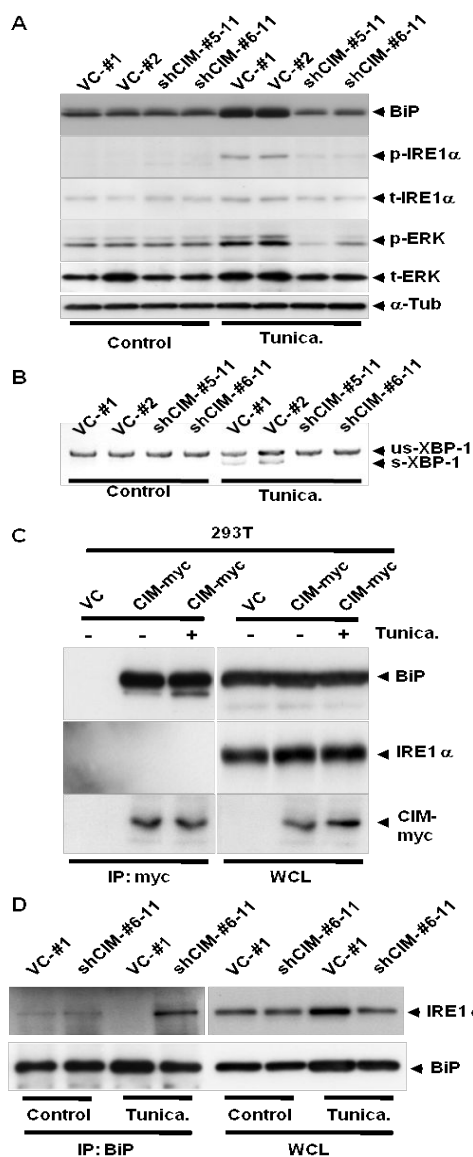 A
VC-#1 VC-#2 shCIM-#5-11 shCIM-#6-11 VC-#1 VC-#2 shCIM-#5-11 shCIM-#6-11
BiP
p-IRE1α
t-IRE1α
p-ERK
t-ERK
α-Tub
Control Tunica.
B
VC-#1 VC-#2 shCIM-#5-11 shCIM-#6-11 VC-#1 VC-#2 shCIM-#5-11 shCIM-#6-11
us-XBP-1
s-XBP-1
Control Tunica.
C
293T
VC CIM-myc CIM-myc VC CIM-myc CIM-myc
- - + - - + Tunica.
BiP
IRE1 α
CIM-
myc
IP: myc WCL
D
VC-#1 shCIM-#6-11 VC-#1 shCIM-#6-11 VC-#1 shCIM-#6-11 VC-#1 shCIM-#6-11
IRE1
BiP
Control Tunica. Control Tunica.
IP: BiP WCL